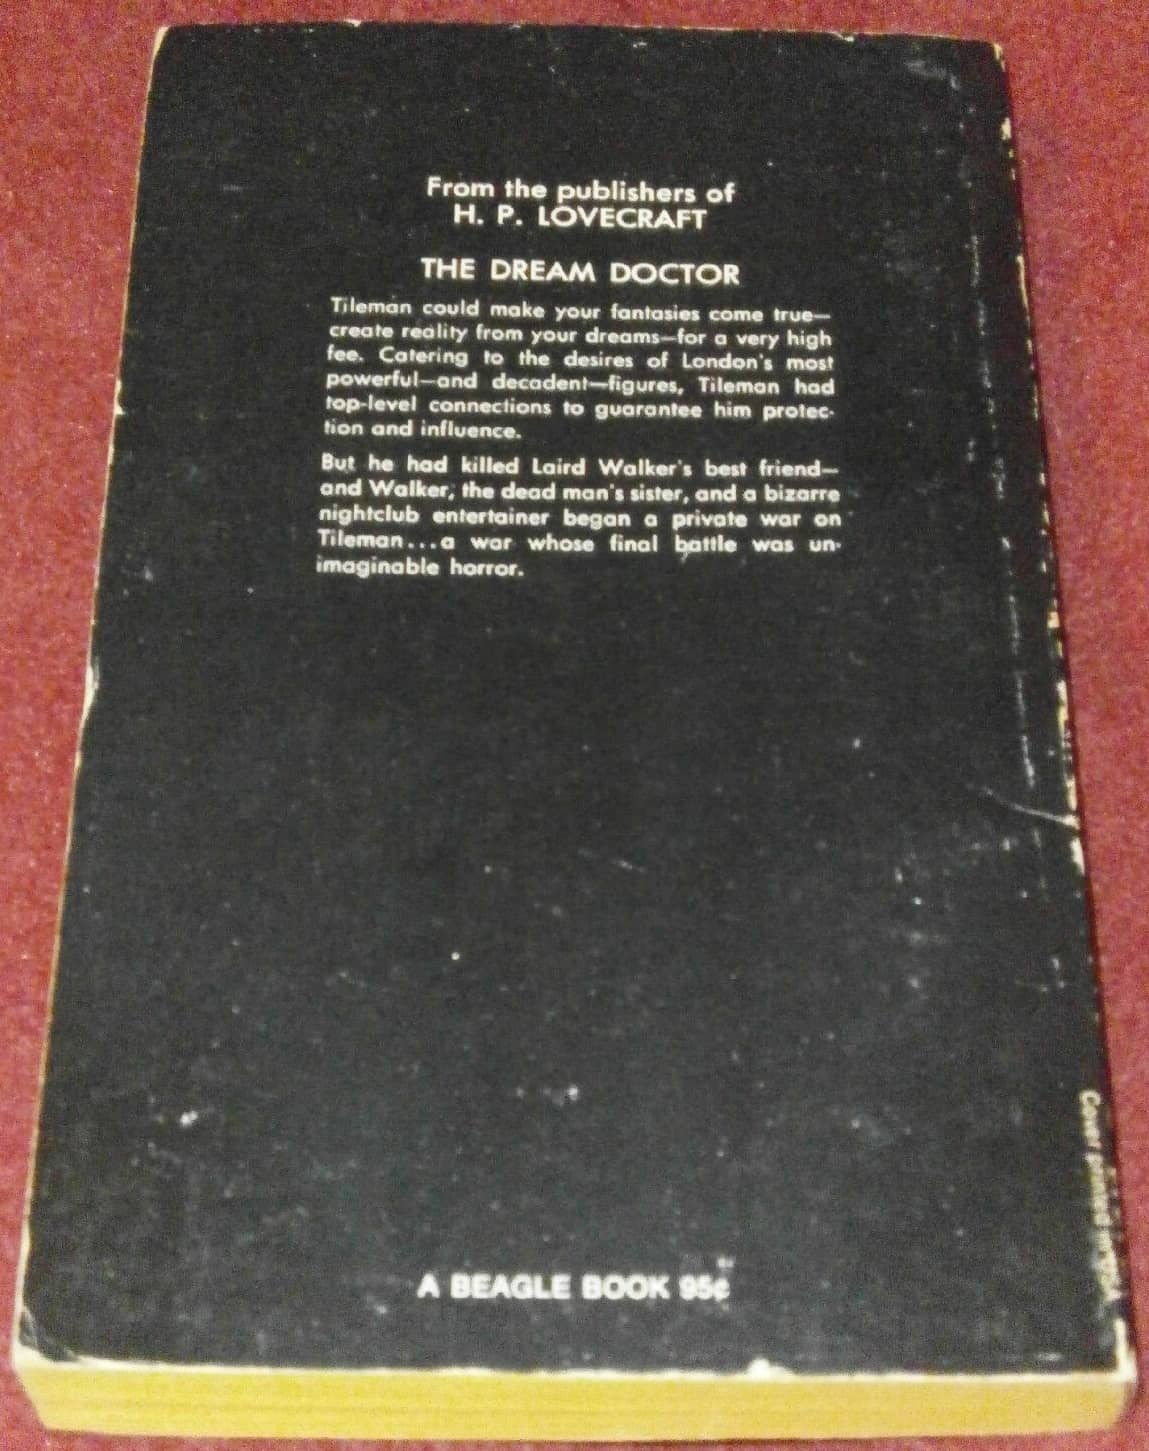 From the publishers of
H. P. LOVECRAFT
THE DREAM DOCTOR
Tileman could make your fantasies come true—
create reality from your dreams—for a very high
fee. Catering to the desires of London's most
powerful—and decadent—figures, Tileman had
top-level connections to guarantee him protec-
tion and influence.
But he had killed Laird Walker's best friend—
and Walker, the dead man's sister, and a bizarre
nightclub entertainer began a private war on
Tileman...a war whose final battle was un-
imaginable horror.
Cover printed in USA
A BEAGLE BOOK 95¢